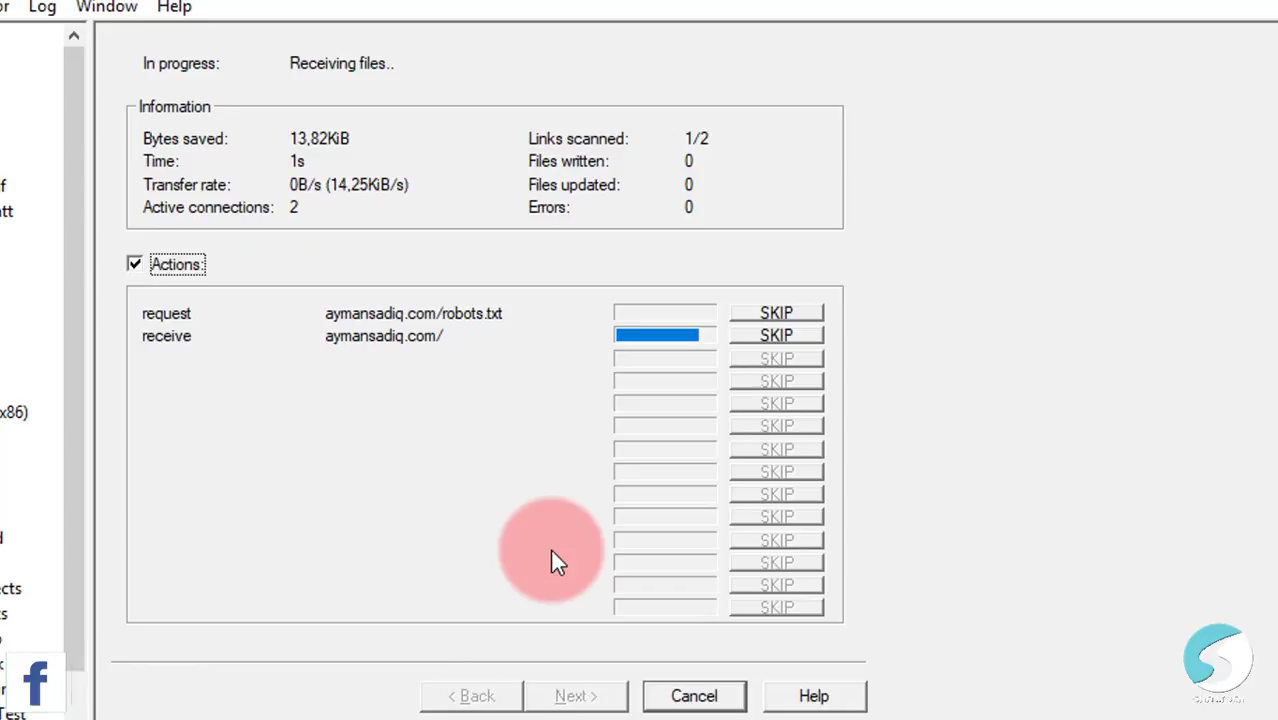 Log Window Help
In progress: Receiving files..
Information
Bytes saved: 13,82KiB Links scanned: 1/2
Time: 1s Files written: 0
Transfer rate: 0B/s (14,25KiB/s) Files updated: 0
Active connections: 2 Errors: 0
Actions:
request aymansadiq.com/robots.txt SKIP
receive aymansadiq.com/ SKIP
SKIP
SKIP
SKIP
SKIP
SKIP
SKIP
SKIP
SKIP
SKIP
SKIP
SKIP
SKIP
x86)
Test
f
< Back Next > Cancel Help